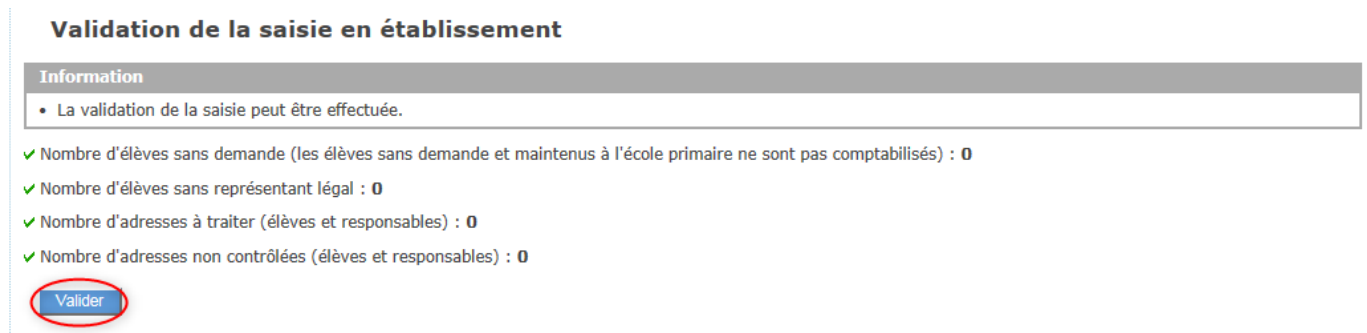 Validation de la saisie en établissement
Information
• La validation de la saisie peut être effectuée.
Nombre d'élèves sans demande (les élèves sans demande et maintenus à l'école primaire ne sont pas comptabilisés) : 0
Nombre d'élèves sans représentant légal : 0
Nombre d'adresses à traiter (élèves et responsables) : 0
Nombre d'adresses non contrôlées (élèves et responsables) : 0
Valider